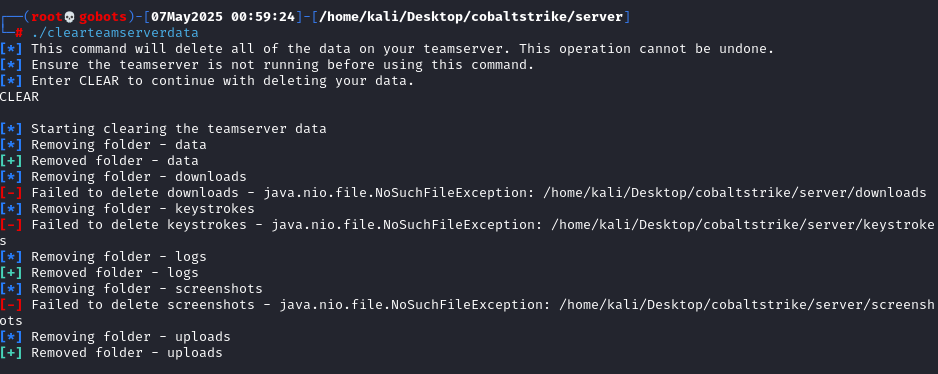 ┌──(root💀gobots)-[07May2025 00:59:24]-[/home/kali/Desktop/cobaltstrike/server]
└─# ./clearteamserverdata
[*] This command will delete all of the data on your teamserver. This operation cannot be undone.
[*] Ensure the teamserver is not running before using this command.
[*] Enter CLEAR to continue with deleting your data.
CLEAR
[*] Starting clearing the teamserver data
[*] Removing folder - data
[+] Removed folder - data
[*] Removing folder - downloads
[-] Failed to delete downloads - java.nio.file.NoSuchFileException: /home/kali/Desktop/cobaltstrike/server/downloads
[*] Removing folder - keystrokes
[-] Failed to delete keystrokes - java.nio.file.NoSuchFileException: /home/kali/Desktop/cobaltstrike/server/keystroke
s
[*] Removing folder - logs
[+] Removed folder - logs
[*] Removing folder - screenshots
[-] Failed to delete screenshots - java.nio.file.NoSuchFileException: /home/kali/Desktop/cobaltstrike/server/screensh
ots
[*] Removing folder - uploads
[+] Removed folder - uploads